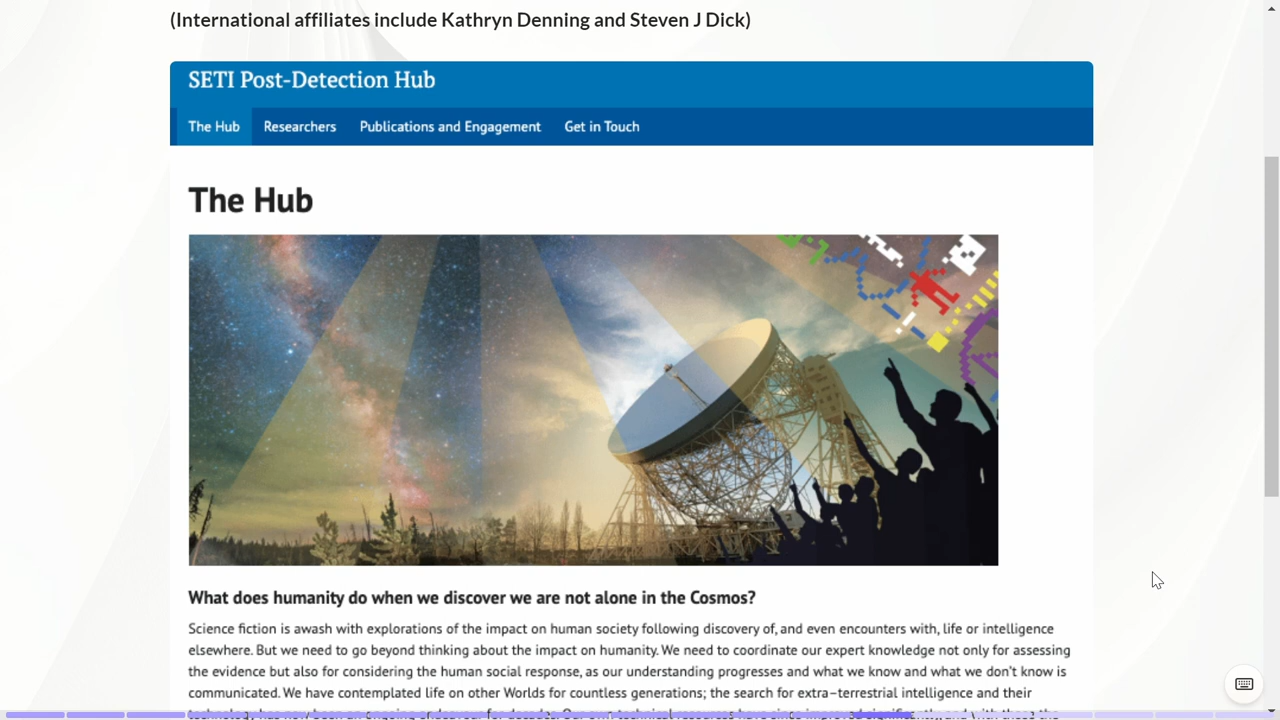 (International affiliates include Kathryn Denning and Steven J Dick)
SETI Post-Detection Hub
The Hub Researchers Publications and Engagement Get in Touch
The Hub
What does humanity do when we discover we are not alone in the Cosmos?
Science fiction is awash with explorations of the impact on human society following discovery of, and even encounters with, life or intelligence
elsewhere. But we need to go beyond thinking about the impact on humanity. We need to coordinate our expert knowledge not only for assessing
the evidence but also for considering the human social response, as our understanding progresses and what we know and what we don't know is
communicated. We have contemplated life on other Worlds for countless generations; the search for extra-terrestrial intelligence and their